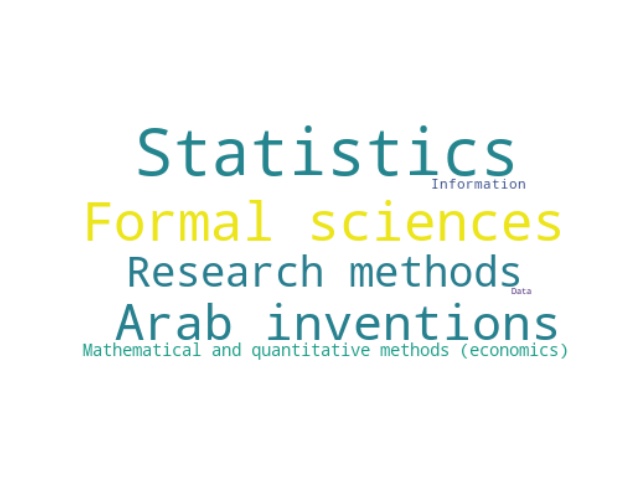 Statistics
Information
Formal sciences
Research methods
Data
Arab inventions
Mathematical and quantitative methods (economics)